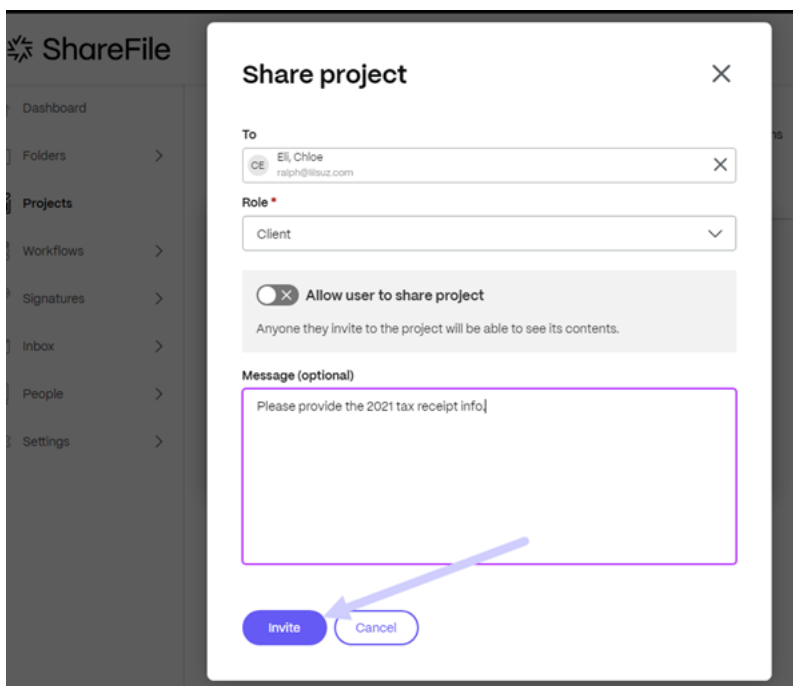 ShareFile
Dashboard
Folders
Projects
Workflows
Signatures
Inbox
People
Settings
Share project
To
CE
Eli, Chloe
ralph@lilsuz.com
Role *
Client
Allow user to share project
Anyone they invite to the project will be able to see its contents.
Message (optional)
Please provide the 2021 tax receipt info.
Invite
Cancel